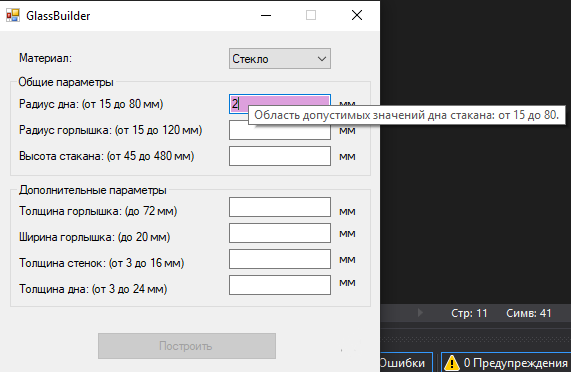 GlassBuilder
Материал: Стекло
Общие параметры
Радиус дна: (от 15 до 80 мм) 2 мм
Область допустимых значений дна стакана: от 15 до 80.
Радиус горлышка: (от 15 до 120 мм)
Высота стакана: (от 45 до 480 мм) мм
Дополнительные параметры
Толщина горлышка: (до 72 мм) мм
Ширина горлышка: (до 20 мм) мм
Толщина стенок: (от 3 до 16 мм) мм
Толщина дна: (от 3 до 24 мм) мм
Построить
Стр: 11 Симв: 41
Ошибки 0 Предупреждения